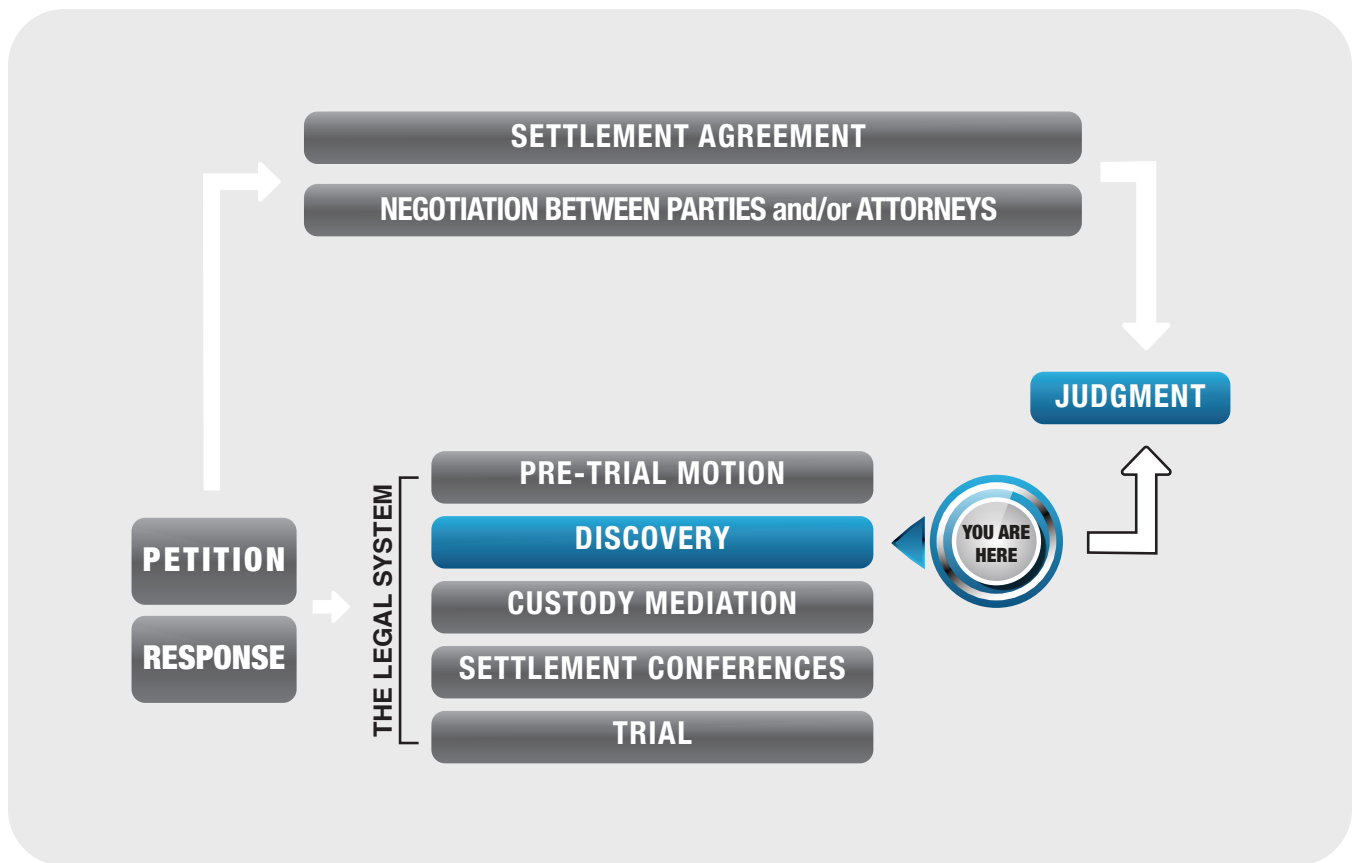 SETTLEMENT AGREEMENT
NEGOTIATION BETWEEN PARTIES and/or ATTORNEYS
JUDGMENT
PETITION
RESPONSE
THE LEGAL SYSTEM
PRE-TRIAL MOTION
DISCOVERY
CUSTODY MEDIATION
SETTLEMENT CONFERENCES
TRIAL
YOU ARE
HERE